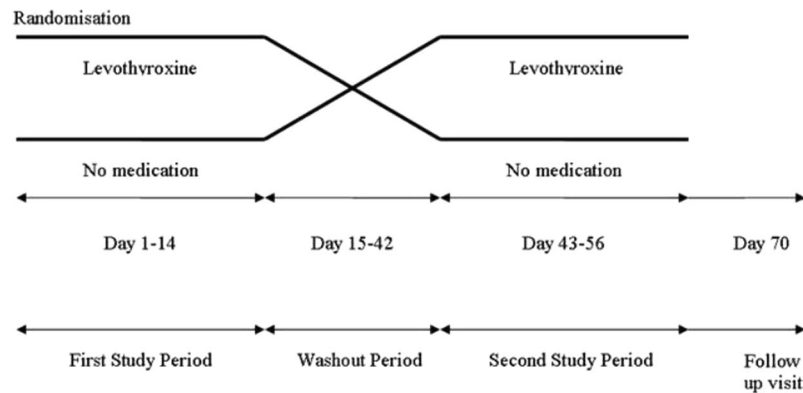 Randomisation
Levothyroxine Levothyroxine
No medication No medication
Day 1-14 Day 15-42 Day 43-56 Day 70
First Study Period Washout Period Second Study Period Follow
up visit